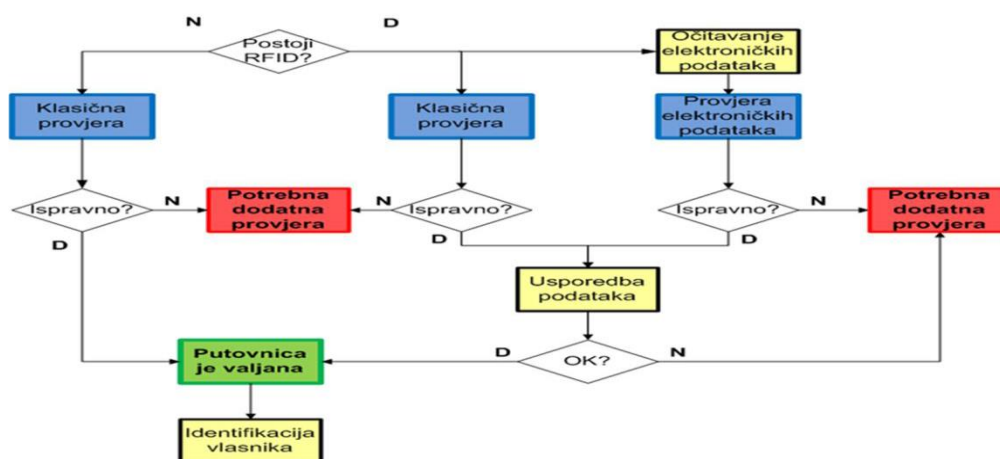 N
D
Postoji
RFID?
Očitavanje
elektroničkih
podataka
Klasična
provjera
Klasična
provjera
Provjera
elektroničkih
podataka
Ispravno?
N
Potrebna
dodatna
provjera
N
Ispravno?
Ispravno?
N
Potrebna
dodatna
provjera
D
D
D
Usporedba
podataka
Putovnica
je valjana
D
OK?
N
Identifikacija
vlasnika